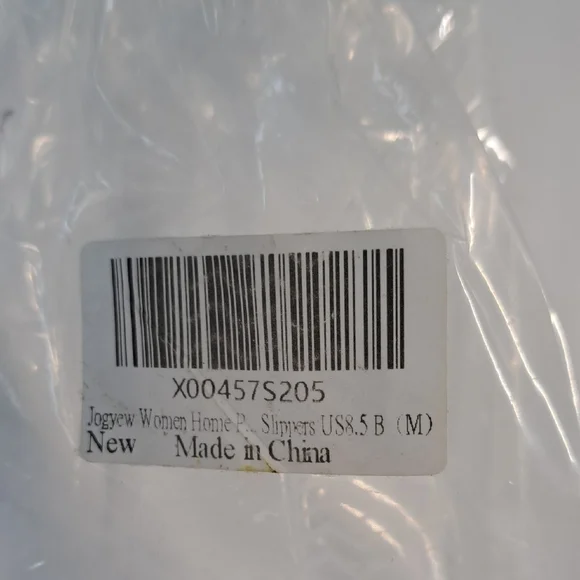 X00457S205
Jogyew Women Home P... Slippers US8.5 B (M)
New Made in China